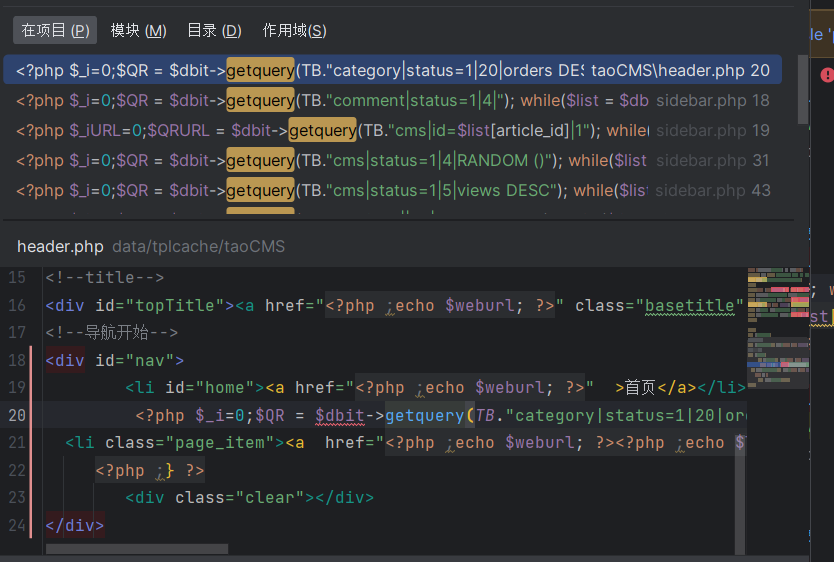 在项目 (P) 模块 (M) 目录 (D) 作用域(S)
<?php $_i=0;$QR = $dbit->getquery(TB."category|status=1|20|orders DES taoCMS\header.php 20
<?php $_i=0;$QR = $dbit->getquery(TB."comment|status=1|4|"); while($list = $db sidebar.php 18
<?php $_iURL=0;$QRURL = $dbit->getquery(TB."cms|id=$list[article_id]|1"); while( sidebar.php 19
<?php $_i=0;$QR = $dbit->getquery(TB."cms|status=1|4|RANDOM ()"); while($list sidebar.php 31
<?php $_i=0;$QR = $dbit->getquery(TB."cms|status=1|5|views DESC"); while($list sidebar.php 43
header.php data/tplcache/taoCMS
15 <!--title-->
16 <div id="topTitle"><a href="<?php ;echo $weburl; ?>" class="basetitle"
17 <!--导航开始-->
18 <div id="nav">
19 <li id="home"><a href="<?php ;echo $weburl; ?>" >首页</a></li>
20 <?php $_i=0;$QR = $dbit->getquery(TB."category|status=1|20|ord
21 <li class="page_item"><a href="<?php ;echo $weburl; ?><?php ;echo $
22 <?php ;} ?>
23 <div class="clear"></div>
24 </div>